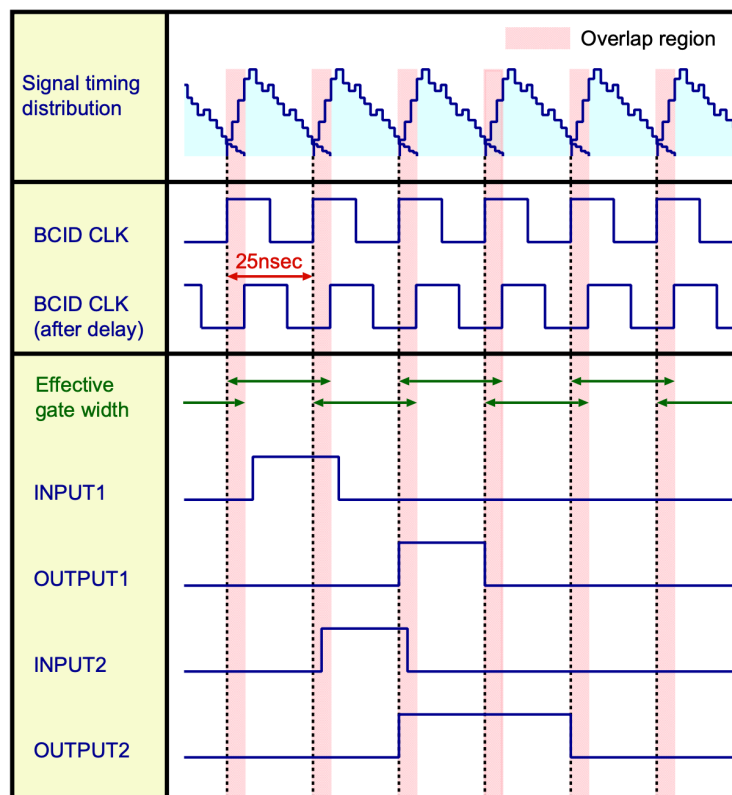 Overlap region
Signal timing
distribution
BCID CLK
25nsec
BCID CLK
(after delay)
Effective
gate width
INPUT1
OUTPUT1
INPUT2
OUTPUT2